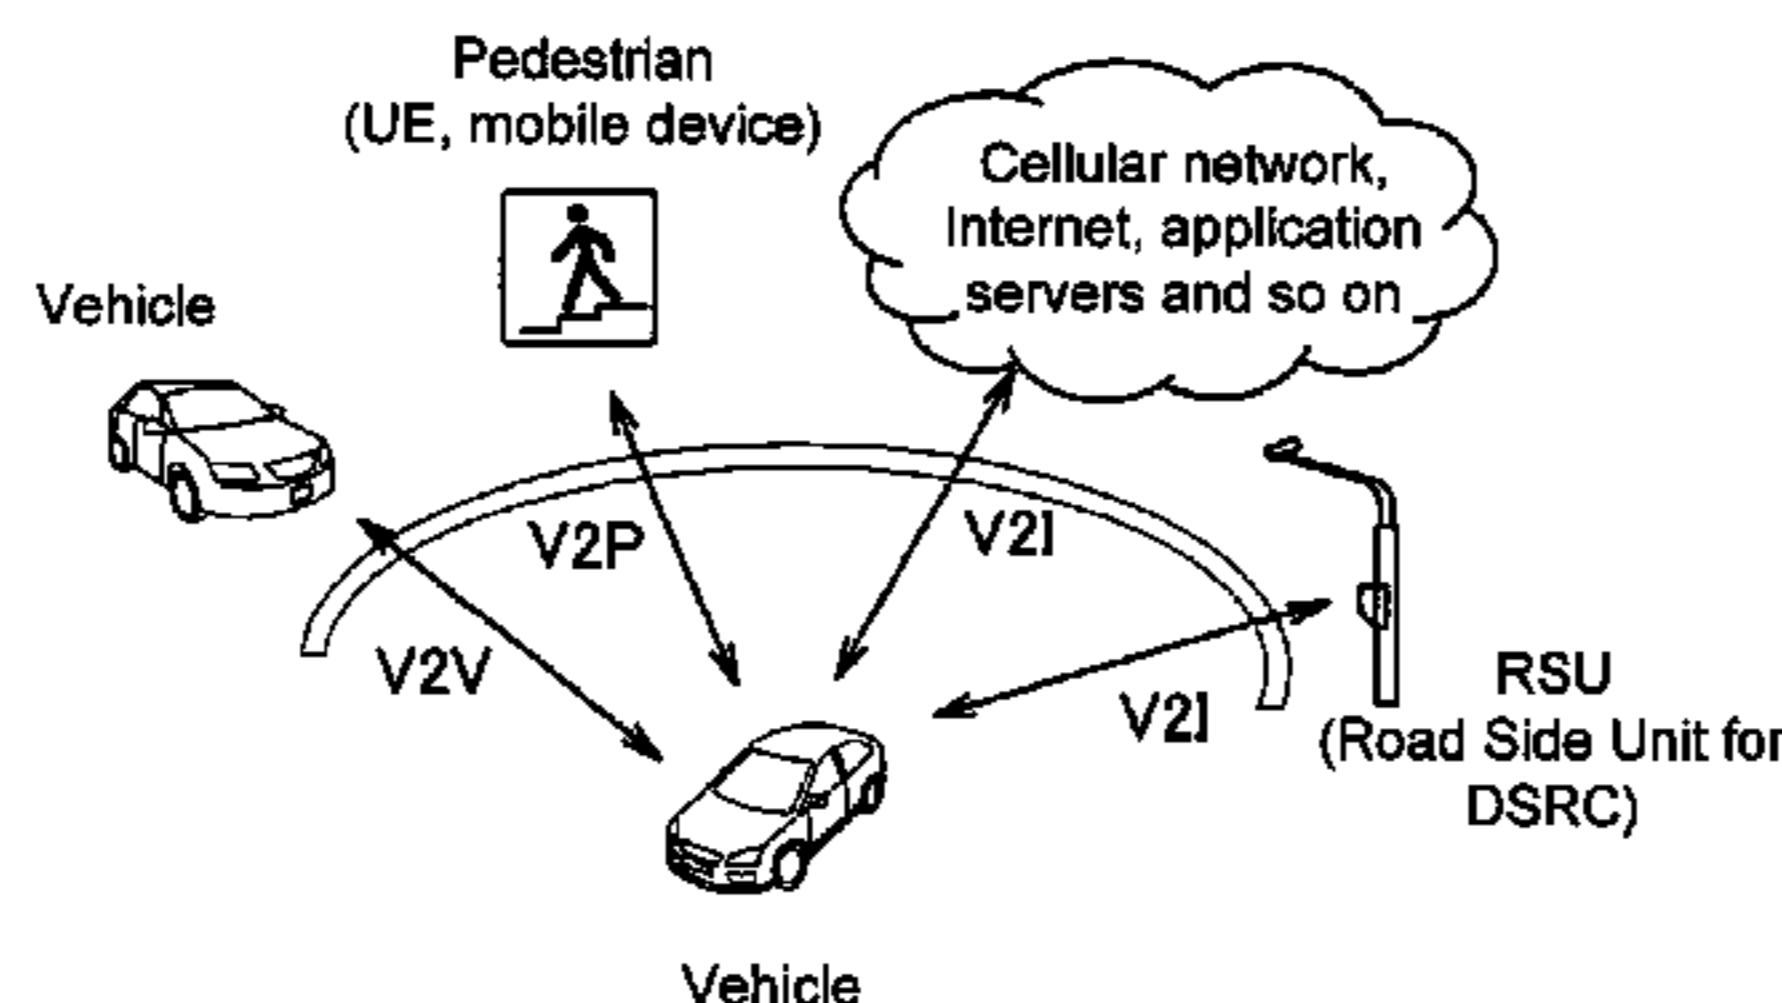 Pedestrian
(UE, mobile device)
Cellular network,
Internet, application
servers and so on
Vehicle
V2P
V2I
V2V
V2I
RSU
(Road Side Unit for
DSRC)
Vehicle